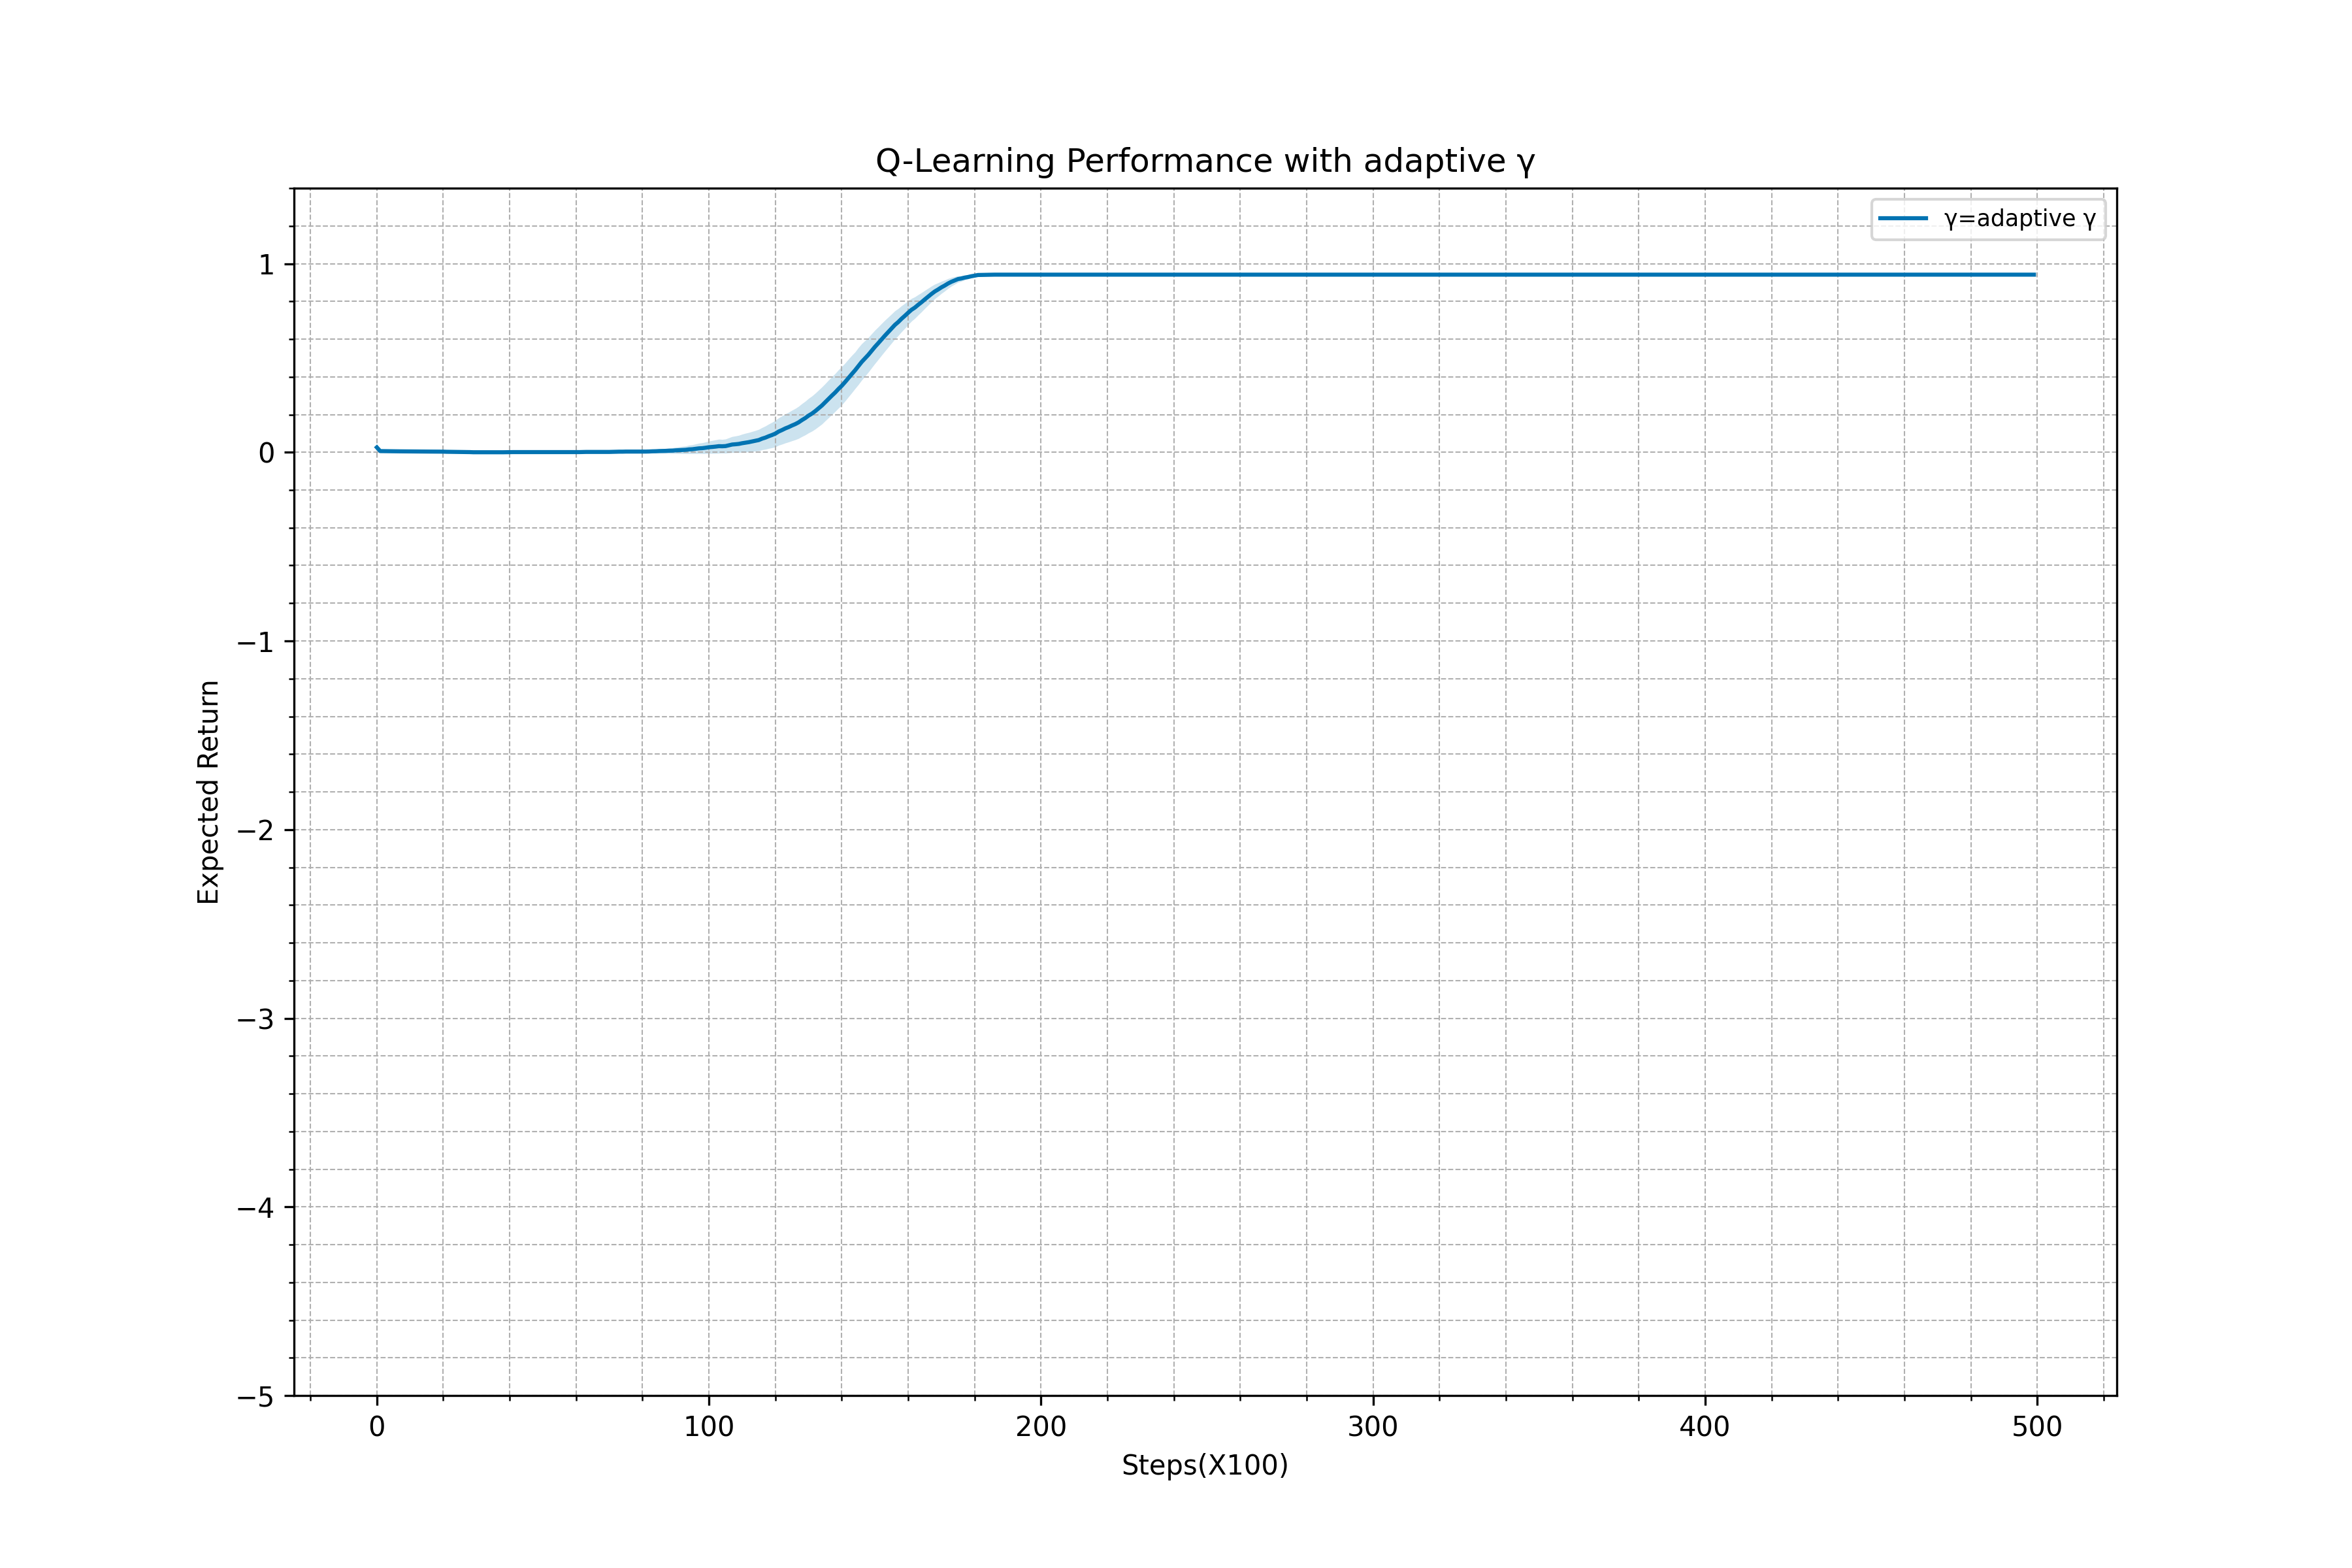 Q-Learning Performance with adaptive γ
γ=adaptive γ
1
0
−1
−2
−3
−4
−5
Expected Return
0 100 200 300 400 500
Steps(X100)